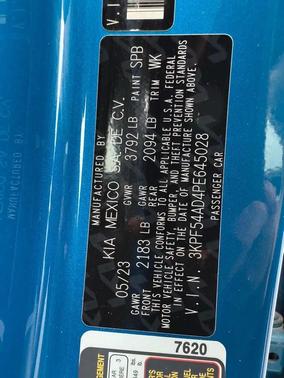 V.I.N
MANUFACTURED BY
KIA MEXICO S.A. DE C.V.
05/23 GVWR 3792 LB PAINT SPB
GAWR FRONT 2183 LB GAWR REAR 2094 LB TRIM WK
THIS VEHICLE CONFORMS TO ALL APPLICABLE U.S.A. FEDERAL
MOTOR VEHICLE SAFETY, BUMPER, AND THEFT PREVENTION STANDARDS
IN EFFECT ON THE DATE OF MANUFACTURE SHOWN ABOVE.
V.I.N. 3KPF54AD4PE645028
PASSENGER CAR
7620